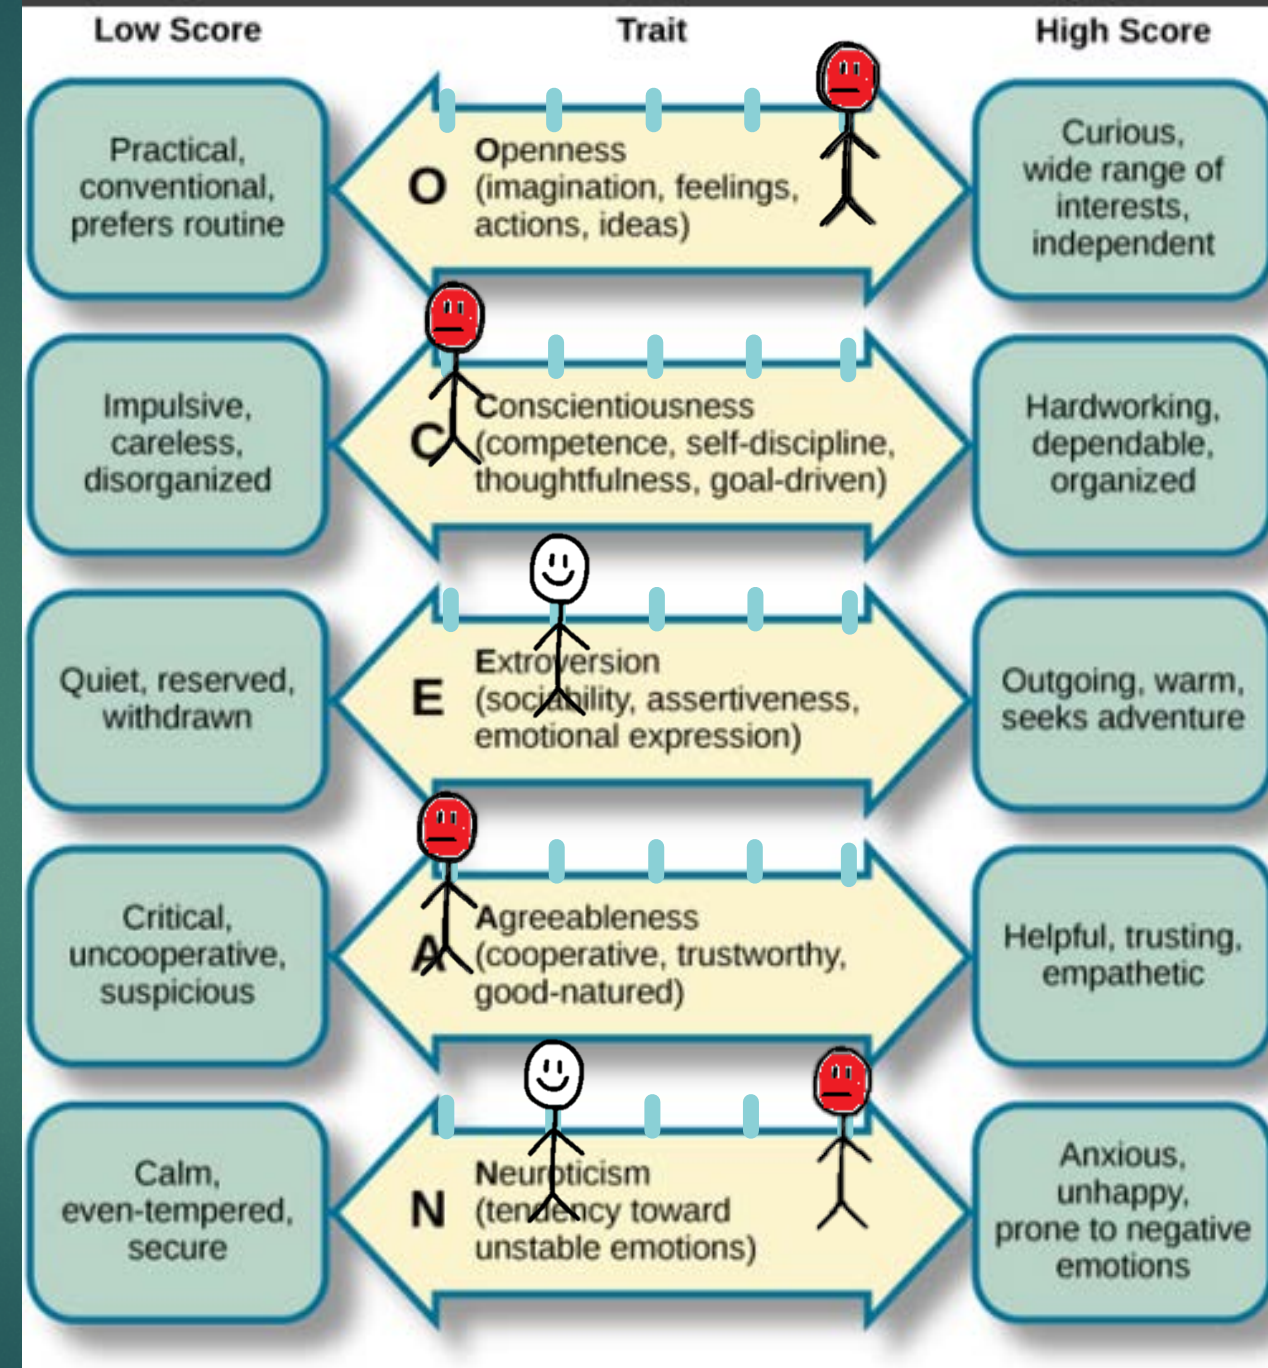 Low Score
Trait
High Score
Practical,
conventional,
prefers routine
O
Openness
(imagination, feelings,
actions, ideas)
Curious,
wide range of
interests,
independent
Impulsive,
careless,
disorganized
C
Conscientiousness
(competence, self-discipline,
thoughtfulness, goal-driven)
Hardworking,
dependable,
organized
Quiet, reserved,
withdrawn
E
Extroversion
(sociability, assertiveness,
emotional expression)
Outgoing, warm,
seeks adventure
Critical,
uncooperative,
suspicious
A
Agreeableness
(cooperative, trustworthy,
good-natured)
Helpful, trusting,
empathetic
Calm,
even-tempered,
secure
N
Neuroticism
(tendency toward
unstable emotions)
Anxious,
unhappy,
prone to negative
emotions